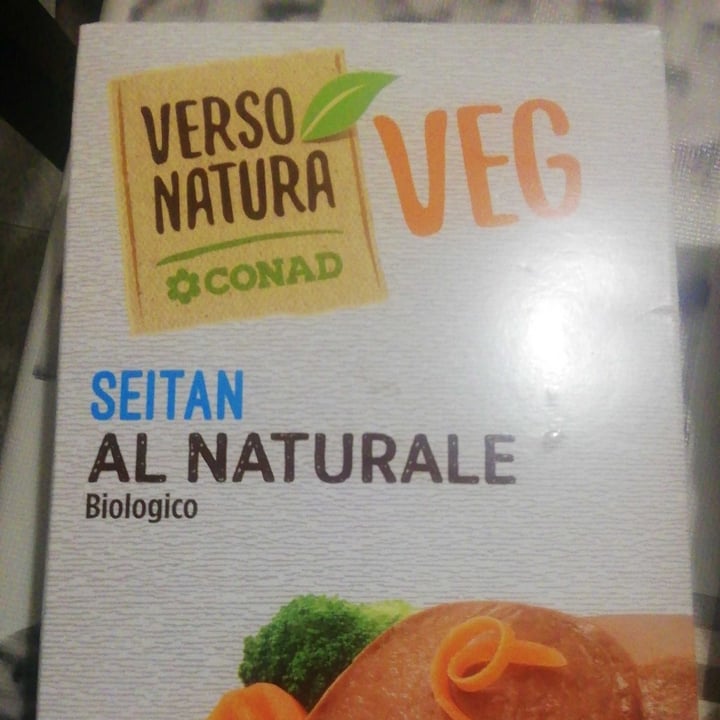 VERSO
NATURA
CONAD
VEG
SEITAN
AL NATURALE
Biologico